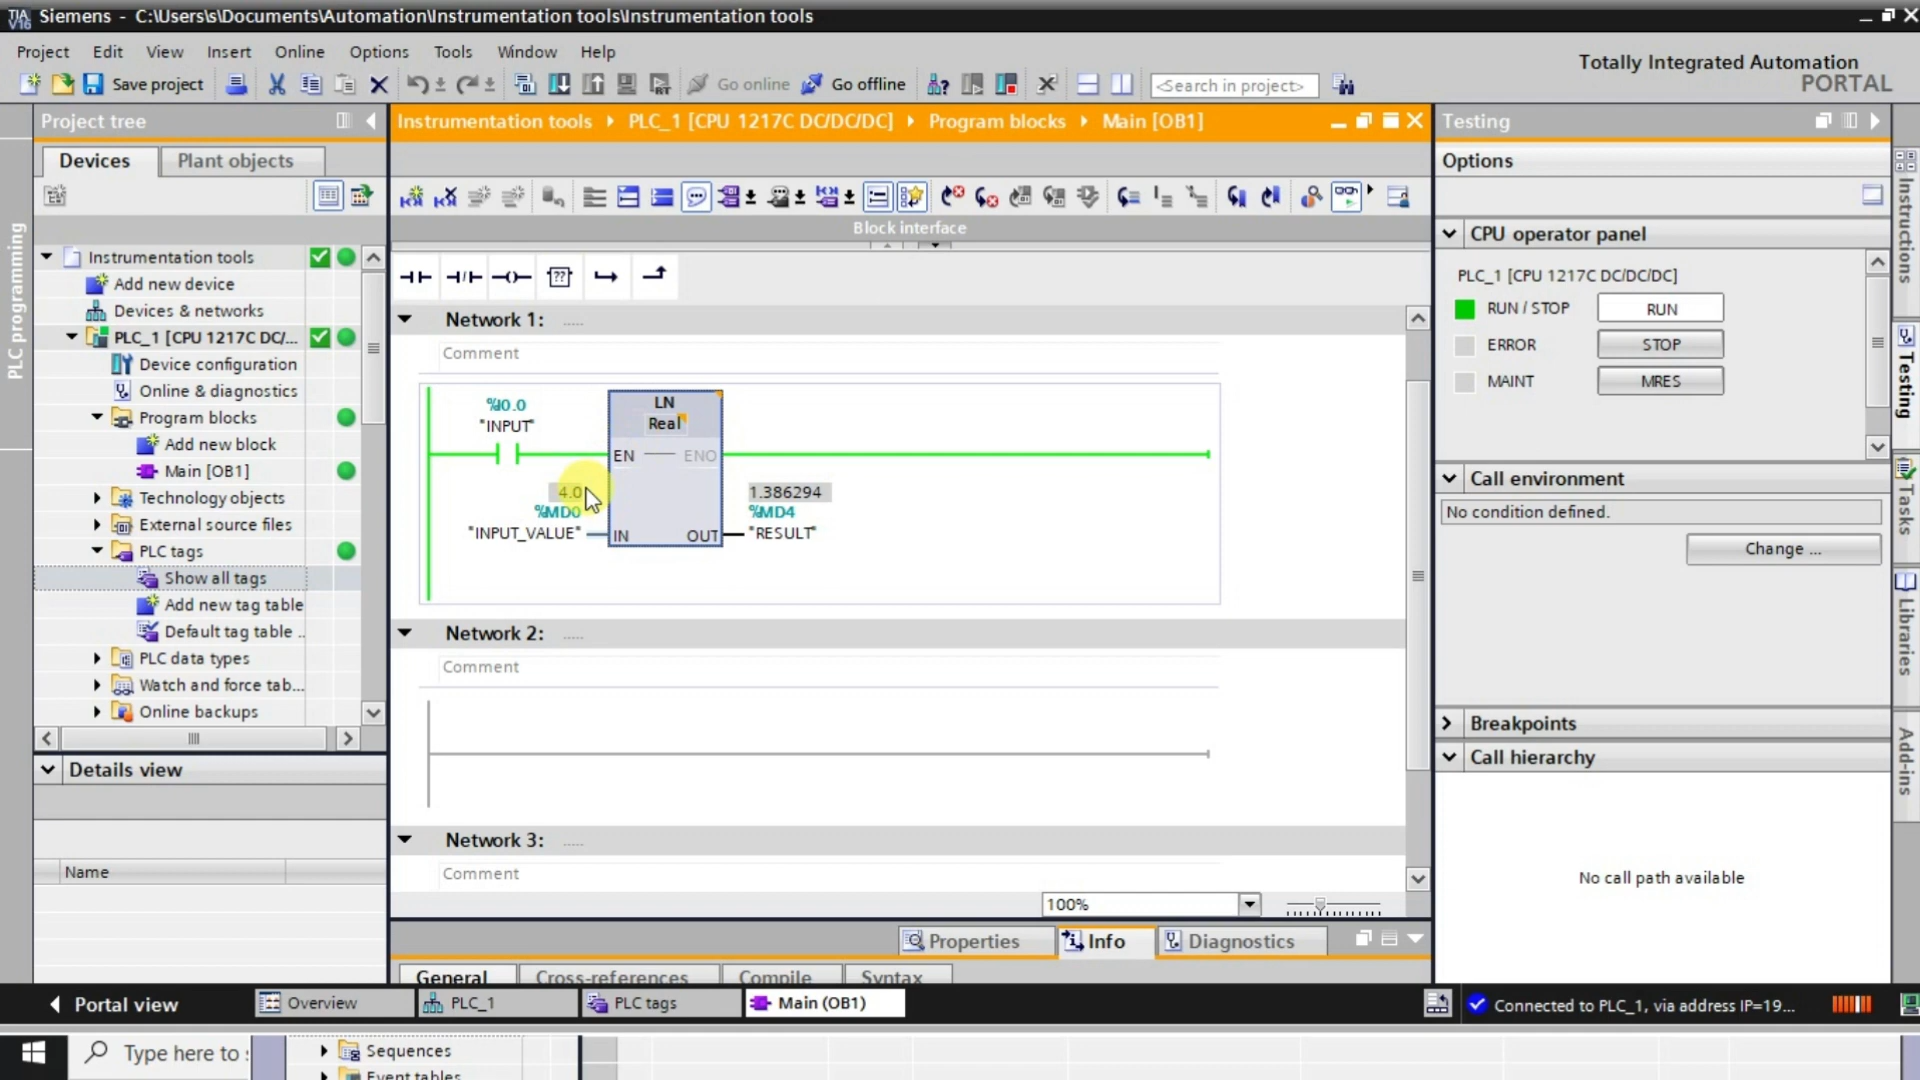 TIA
V16
Siemens - C:\Users\s\Documents\Automation\Instrumentation tools\Instrumentation tools
Project Edit View Insert Online Options Tools Window Help
Totally Integrated Automation
PORTAL
Save project
Go online
Go offline
<Search in project>
Project tree
Instrumentation tools
PLC_1 [CPU 1217C DC/DC/DC]
Program blocks
Main [OB1]
Testing
Devices
Plant objects
Options
Block interface
PLC programming
Instrumentation tools
Add new device
Devices & networks
PLC_1 [CPU 1217C DC/...
Device configuration
Online & diagnostics
Program blocks
Add new block
Main [OB1]
Technology objects
External source files
PLC tags
Show all tags
Add new tag table
Default tag table ..
PLC data types
Watch and force tab...
Online backups
Details view
Name
??
Network 1: .....
Comment
%I0.0
"INPUT"
LN
Real
EN
ENO
4.0
%MD0
"INPUT_VALUE"
IN
OUT
1.386294
%MD4
"RESULT"
Network 2: .....
Comment
Network 3: .....
Comment
100%
Properties
Info
Diagnostics
General
Cross-references
Compile
Syntax
CPU operator panel
PLC_1 [CPU 1217C DC/DC/DC]
RUN / STOP
RUN
ERROR
STOP
MAINT
MRES
Call environment
No condition defined.
Change ...
Breakpoints
Call hierarchy
No call path available
Instructions
Testing
Tasks
Libraries
Add-ins
Portal view
Overview
PLC_1
PLC tags
Main (OB1)
Connected to PLC_1, via address IP=19...
Type here to s
Sequences
Event tables